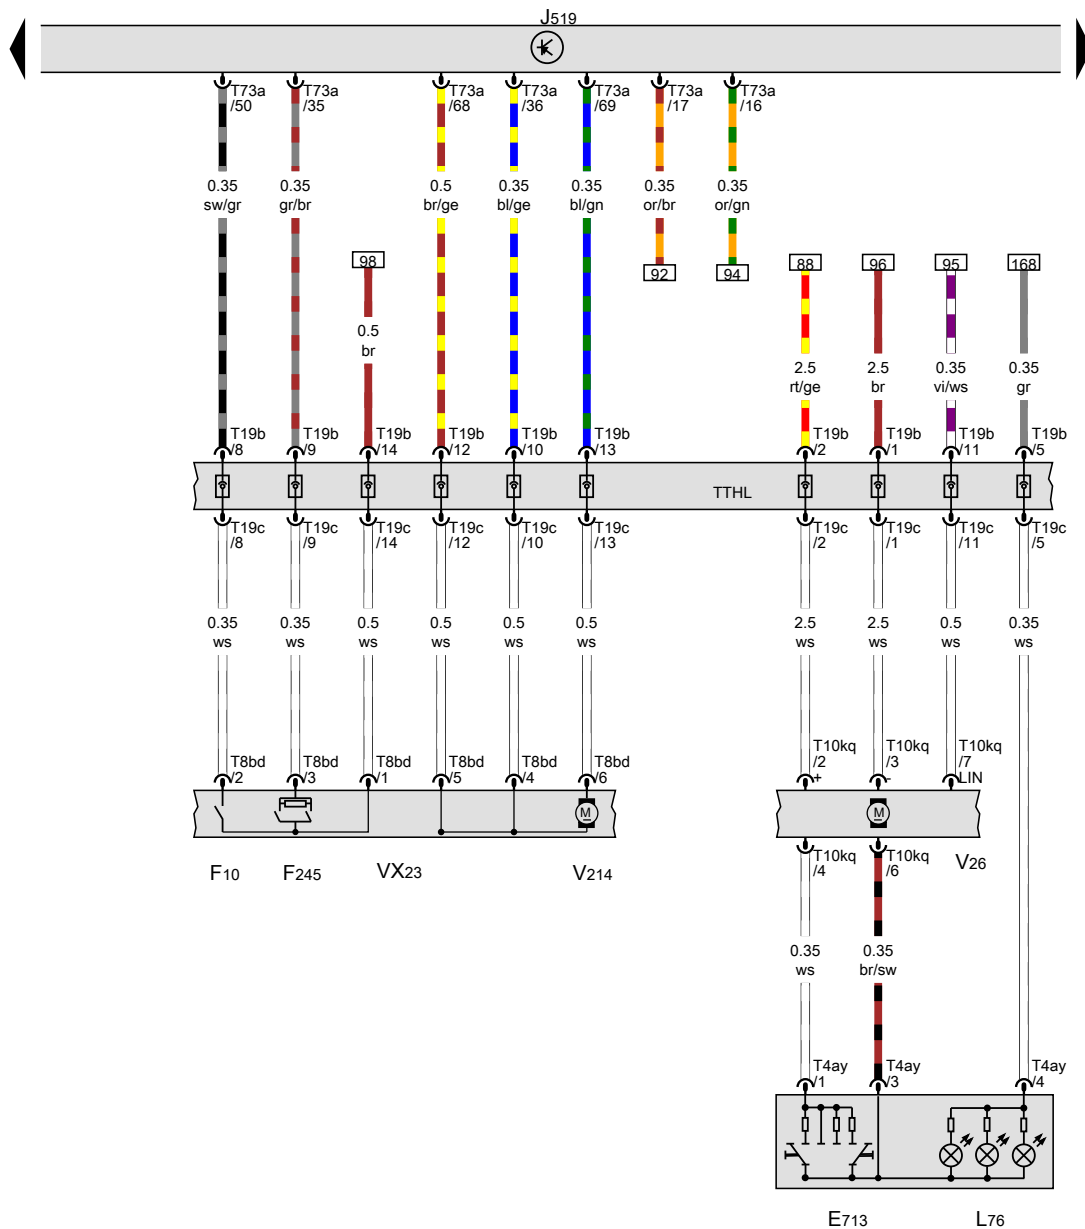 J519
T73a T73a T73a T73a T73a T73a T73a
/50 /35 /68 /36 /69 /17 /16
0.35 0.35 0.5 0.35 0.35 0.35 0.35
sw/gr gr/br br/ge bl/ge bl/gn or/br or/gn
98 88 96 95 168
92 94
0.5
br
2.5 2.5 0.35 0.35
rt/ge br vi/ws gr
T19b T19b T19b T19b T19b T19b T19b T19b T19b T19b
/8 /9 /14 /12 /10 /13 /2 /1 /11 /5
TTHL
T19c T19c T19c T19c T19c T19c T19c T19c T19c T19c
/8 /9 /14 /12 /10 /13 /2 /1 /11 /5
0.35 0.35 0.5 0.5 0.5 0.5 2.5 2.5 0.5 0.35
ws ws ws ws ws ws ws ws ws ws
T10kq T10kq T10kq
/2 /3 /7
T8bd T8bd T8bd T8bd T8bd T8bd
/2 /3 /1 /5 /4 /6 + - LIN
M M
T10kq T10kq
/4 /6
F10 F245 VX23 V214 V26
0.35 0.35
ws br/sw
T4ay T4ay T4ay
/1 /3 /4
E713 L76